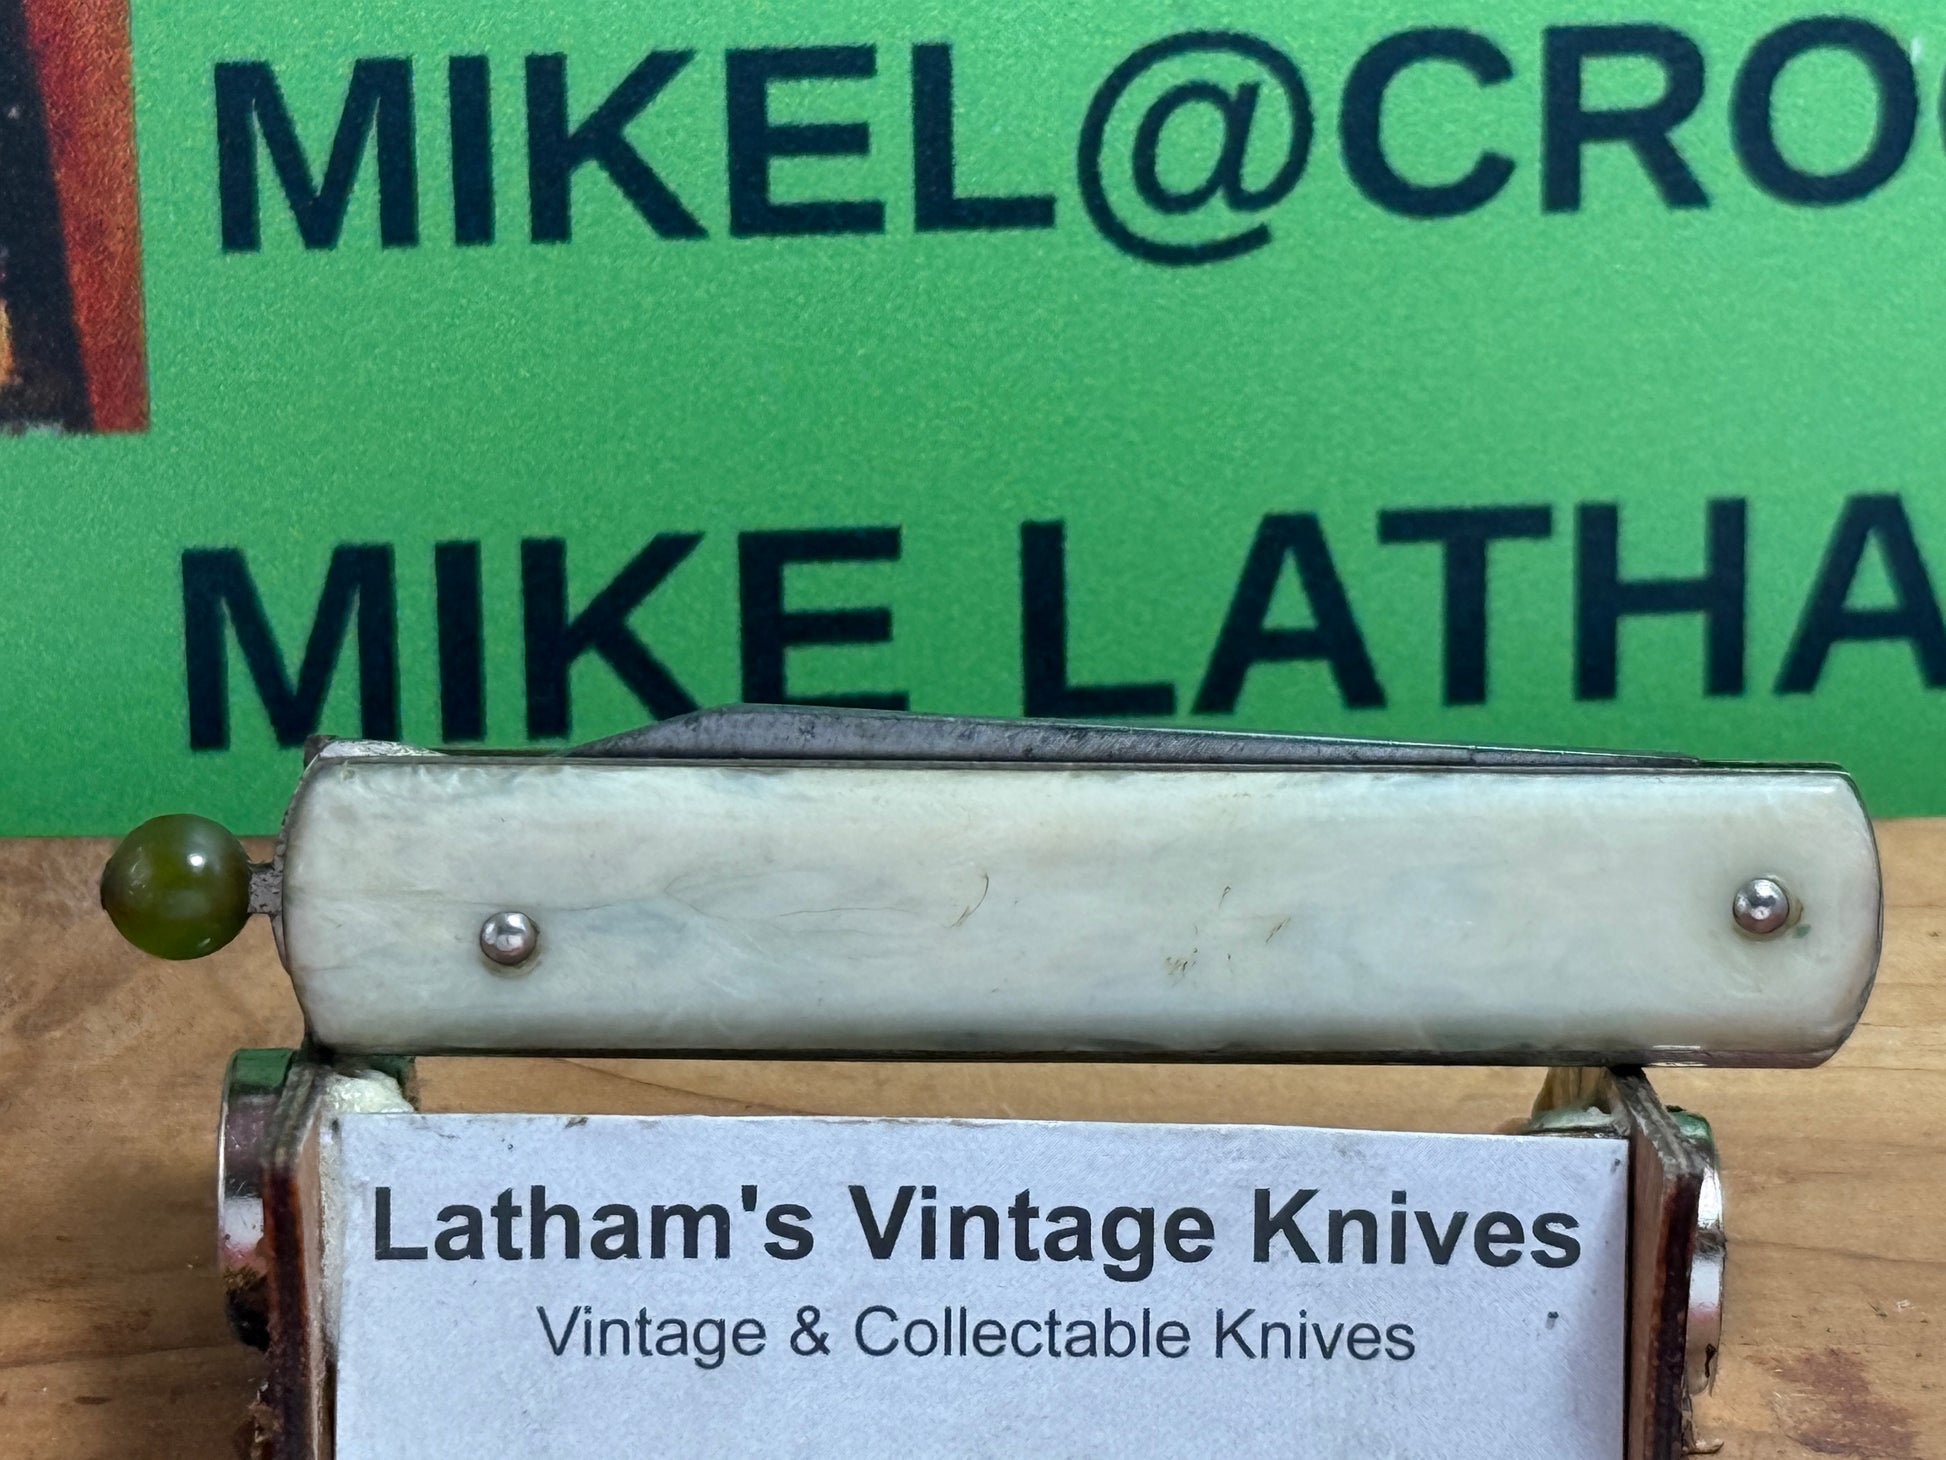 MIKEL@CRO
MIKE LATHA
Latham's Vintage Knives
Vintage & Collectable Knives